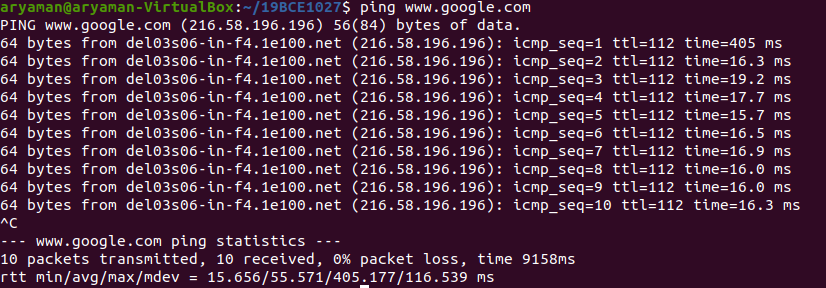 aryaman@aryaman-VirtualBox:~/19BCE1027$ ping www.google.com
PING www.google.com (216.58.196.196) 56(84) bytes of data.
64 bytes from del03s06-in-f4.1e100.net (216.58.196.196): icmp_seq=1 ttl=112 time=405 ms
64 bytes from del03s06-in-f4.1e100.net (216.58.196.196): icmp_seq=2 ttl=112 time=16.3 ms
64 bytes from del03s06-in-f4.1e100.net (216.58.196.196): icmp_seq=3 ttl=112 time=19.2 ms
64 bytes from del03s06-in-f4.1e100.net (216.58.196.196): icmp_seq=4 ttl=112 time=17.7 ms
64 bytes from del03s06-in-f4.1e100.net (216.58.196.196): icmp_seq=5 ttl=112 time=15.7 ms
64 bytes from del03s06-in-f4.1e100.net (216.58.196.196): icmp_seq=6 ttl=112 time=16.5 ms
64 bytes from del03s06-in-f4.1e100.net (216.58.196.196): icmp_seq=7 ttl=112 time=16.9 ms
64 bytes from del03s06-in-f4.1e100.net (216.58.196.196): icmp_seq=8 ttl=112 time=16.0 ms
64 bytes from del03s06-in-f4.1e100.net (216.58.196.196): icmp_seq=9 ttl=112 time=16.0 ms
64 bytes from del03s06-in-f4.1e100.net (216.58.196.196): icmp_seq=10 ttl=112 time=16.3 ms
^C
--- www.google.com ping statistics ---
10 packets transmitted, 10 received, 0% packet loss, time 9158ms
rtt min/avg/max/mdev = 15.656/55.571/405.177/116.539 ms